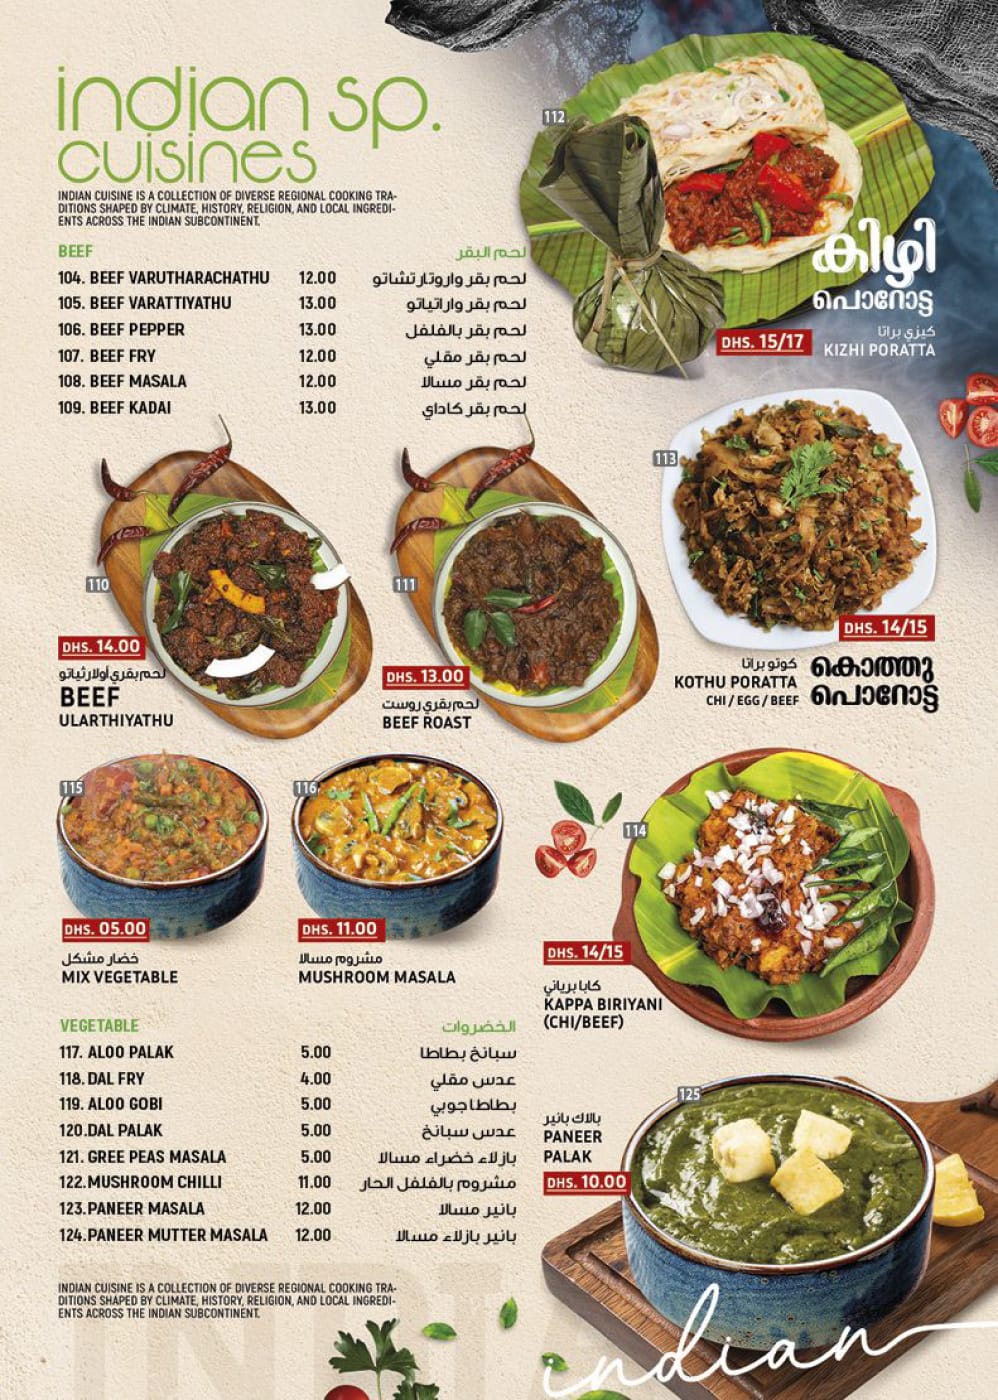 indian sp.
cuisines
INDIAN CUISINE IS A COLLECTION OF DIVERSE REGIONAL COOKING TRA-
DITIONS SHAPED BY CLIMATE, HISTORY, RELIGION, AND LOCAL INGREDI-
ENTS ACROSS THE INDIAN SUBCONTINENT.
BEEF لحم البقر
104. BEEF VARUTHARACHATHU 12.00 لحم بقر واروتارتشاتو
105. BEEF VARATTIYATHU 13.00 لحم بقر واراتياتو
106. BEEF PEPPER 13.00 لحم بقر بالفلفل
107. BEEF FRY 12.00 لحم بقر مقلي
108. BEEF MASALA 12.00 لحم بقر مسالا
109. BEEF KADAI 13.00 لحم بقر كاداي
112
കിഴി
പൊറോട്ട
DHS. 15/17
كيزي براتا
KIZHI PORATTA
110
DHS. 14.00
لحم بقري أولارثياتو
BEEF
ULARTHIYATHU
111
DHS. 13.00
لحم بقري روست
BEEF ROAST
113
DHS. 14/15
كوتو براتا
KOTHU PORATTA
CHI / EGG / BEEF
കൊത്തു
പൊറോട്ട
115
DHS. 05.00
خضار مشكل
MIX VEGETABLE
116
DHS. 11.00
مشروم مسالا
MUSHROOM MASALA
114
DHS. 14/15
كابا برياني
KAPPA BIRIYANI
(CHI/BEEF)
VEGETABLE الخضروات
117. ALOO PALAK 5.00 سبانخ بطاطا
118. DAL FRY 4.00 عدس مقلي
119. ALOO GOBI 5.00 بطاطا جوبي
120.DAL PALAK 5.00 عدس سبانخ
121. GREE PEAS MASALA 5.00 بازلاء خضراء مسالا
122.MUSHROOM CHILLI 11.00 مشروم بالفلفل الحار
123.PANEER MASALA 12.00 بانير مسالا
124.PANEER MUTTER MASALA 12.00 بانير بازلاء مسالا
125
بالاك بانير
PANEER
PALAK
DHS. 10.00
INDIAN CUISINE IS A COLLECTION OF DIVERSE REGIONAL COOKING TRA-
DITIONS SHAPED BY CLIMATE, HISTORY, RELIGION, AND LOCAL INGREDI-
ENTS ACROSS THE INDIAN SUBCONTINENT.
INDIA
indian